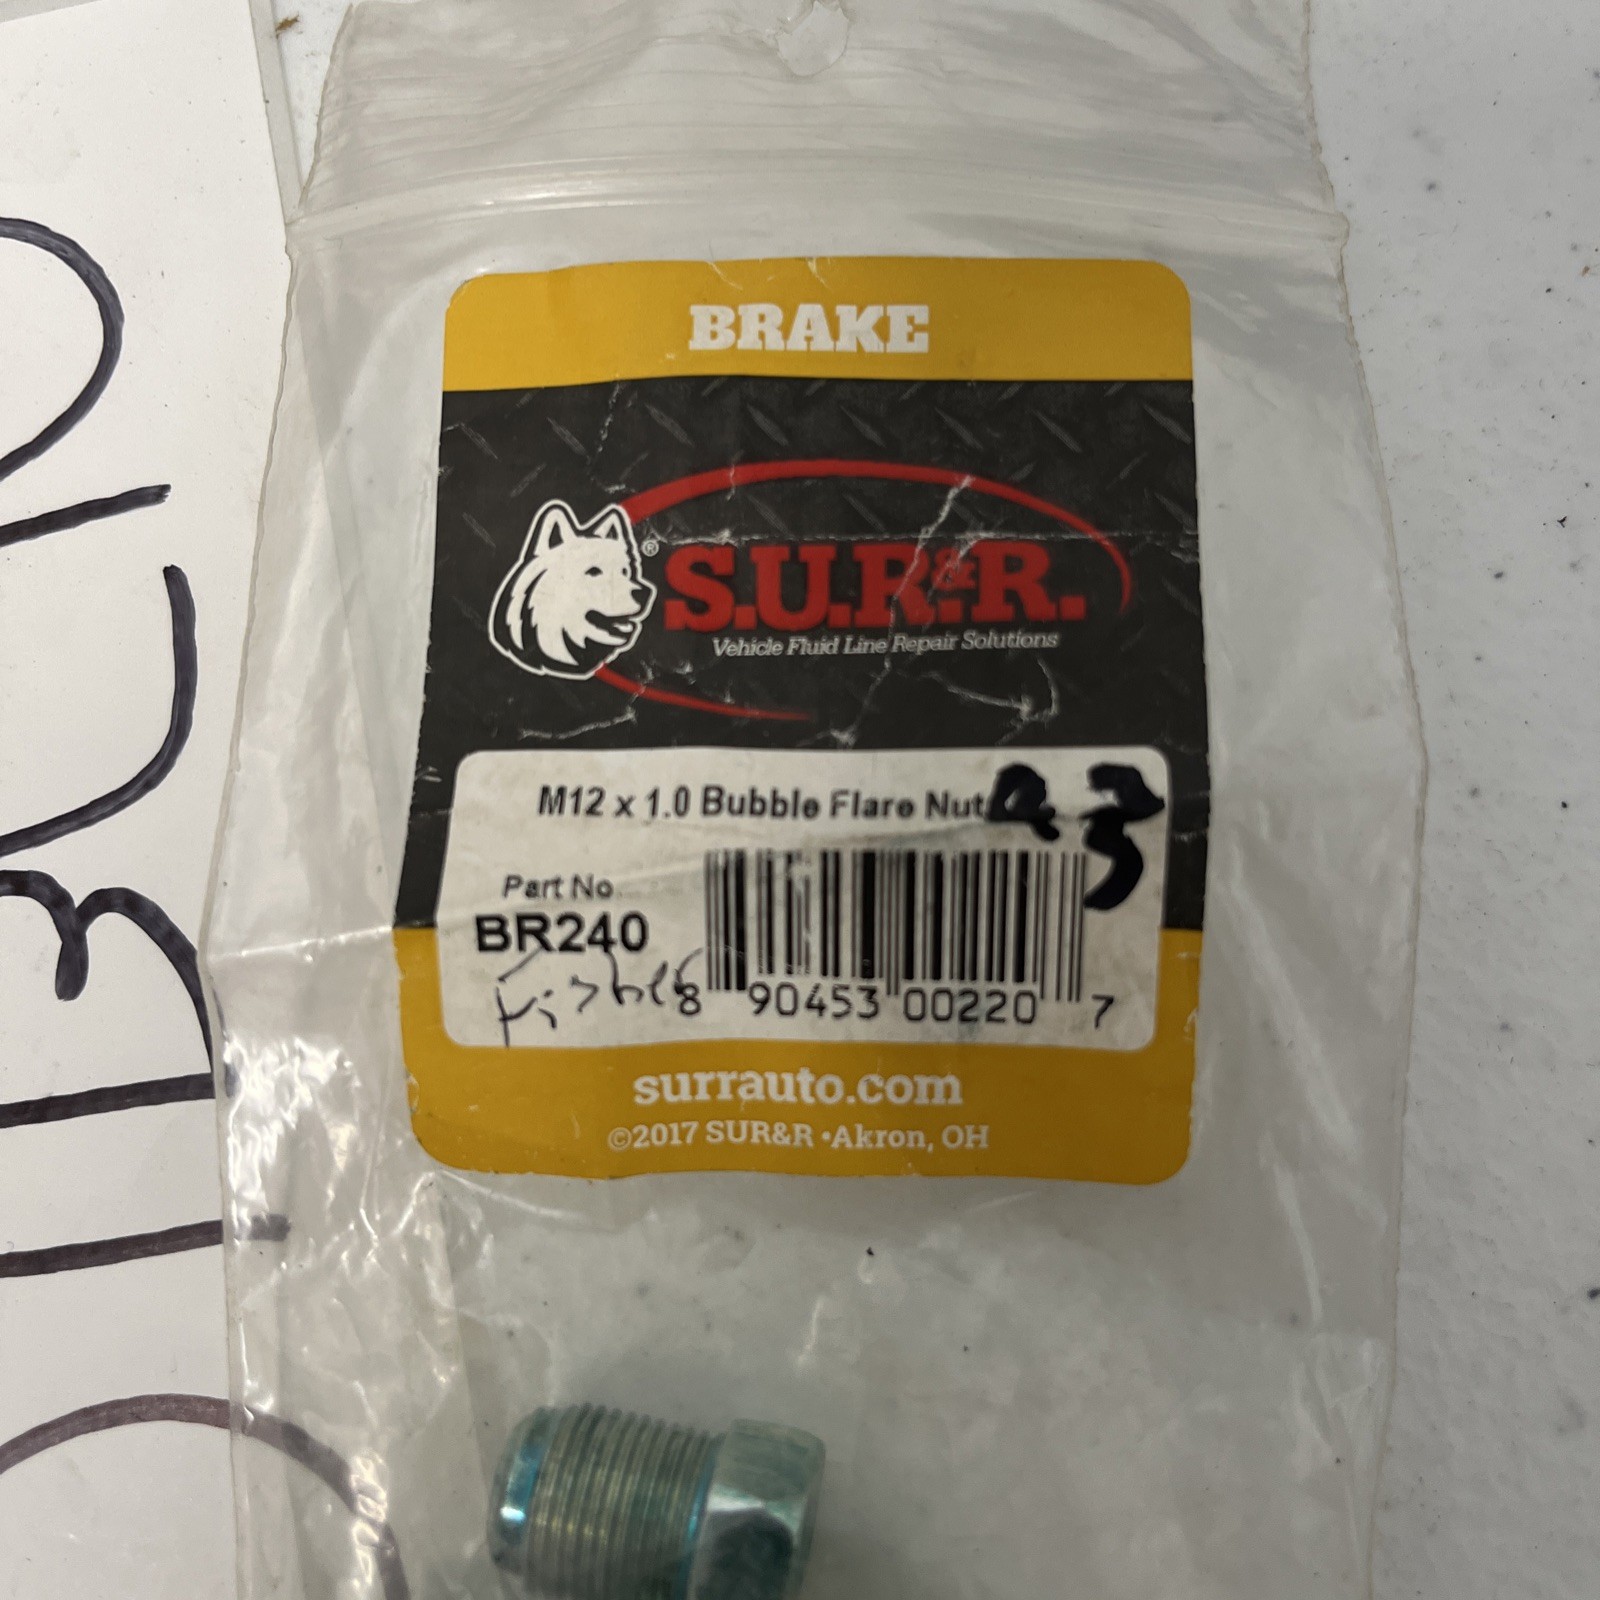 BRAKE
®
S.U.R.&R.
Vehicle Fluid Line Repair Solutions
M12 x 1.0 Bubble Flare Nut
Part No.
BR240
8 90453 00220 7
surrauto.com
©2017 SUR&R •Akron, OH